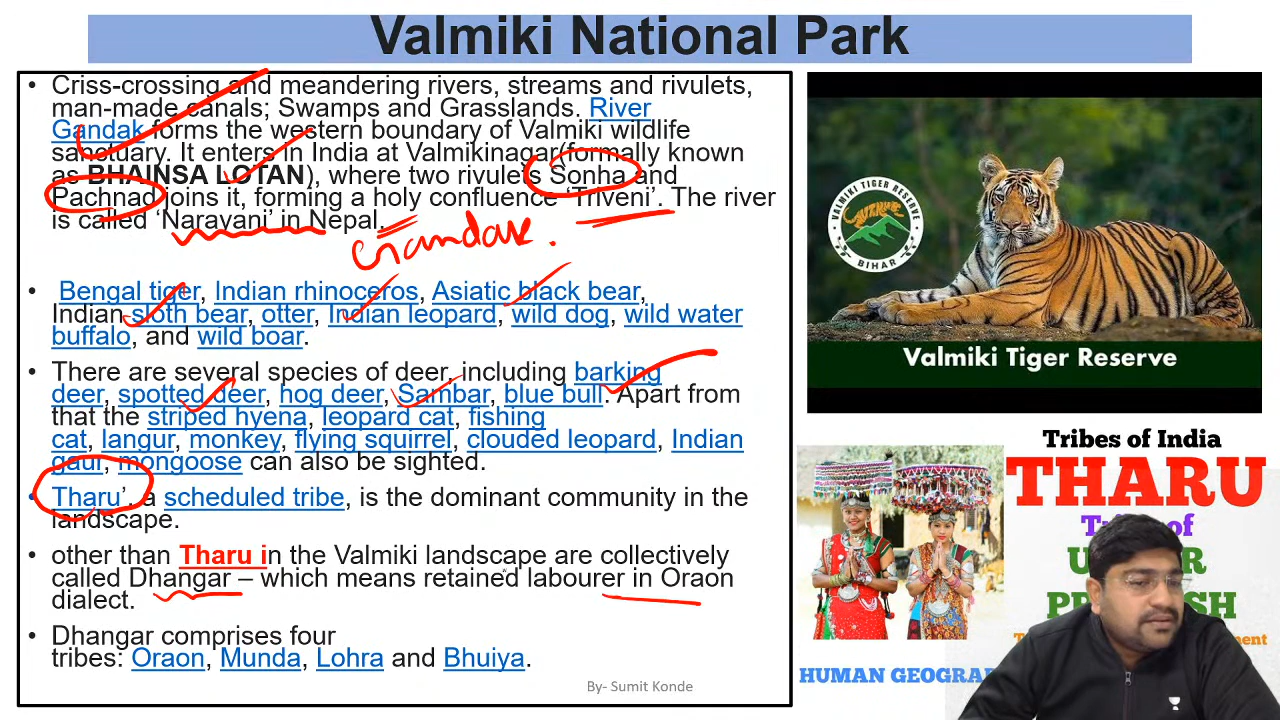 Valmiki National Park
• Criss-crossing and meandering rivers, streams and rivulets,
man-made canals; Swamps and Grasslands. River
Gandak forms the western boundary of Valmiki wildlife
sanctuary. It enters in India at Valmikinagar(formally known
as BHAINSA LOTAN), where two rivulets Sonha and
Pachnad joins it, forming a holy confluence ‘Triveni’. The river
is called ‘Narayani’ in Nepal.
Gandak.
• Bengal tiger, Indian rhinoceros, Asiatic black bear,
Indian sloth bear, otter, Indian leopard, wild dog, wild water
buffalo, and wild boar.
• There are several species of deer, including barking
deer, spotted deer, hog deer, Sambar, blue bull. Apart from
that the striped hyena, leopard cat, fishing
cat, langur, monkey, flying squirrel, clouded leopard, Indian
gaur, mongoose can also be sighted.
• Tharu’, a scheduled tribe, is the dominant community in the
landscape.
• other than Tharu in the Valmiki landscape are collectively
called Dhangar – which means retained labourer in Oraon
dialect.
• Dhangar comprises four
tribes: Oraon, Munda, Lohra and Bhuiya.
By- Sumit Konde
VALMIKI TIGER RESERVE
BIHAR
Valmiki Tiger Reserve
Tribes of India
THARU
of
HUMAN GEOGRA